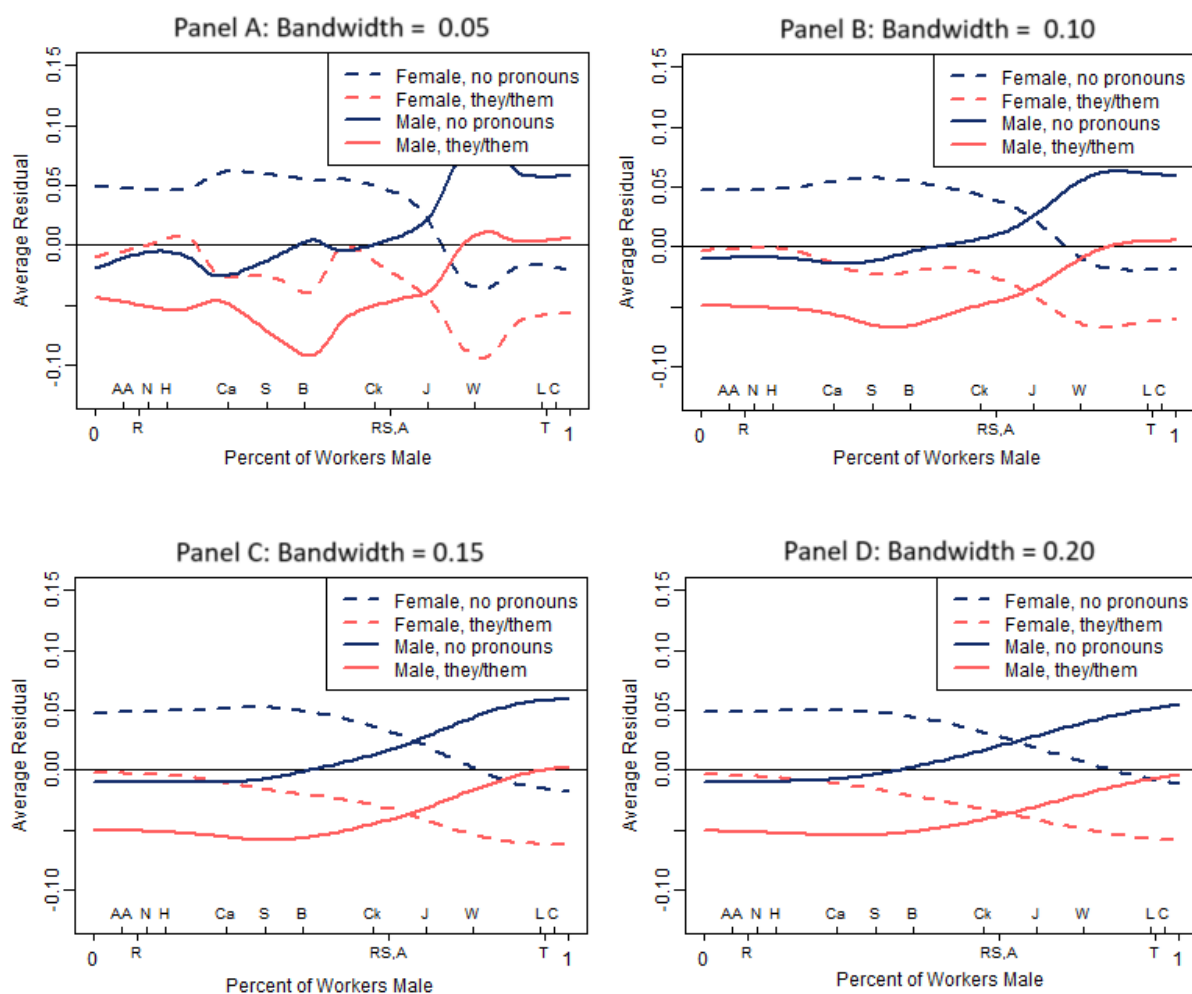 Panel A: Bandwidth = 0.05
Female, no pronouns
Female, they/them
Male, no pronouns
Male, they/them
Average Residual
0.15
0.10
0.05
0.00
-0.10
AA N H Ca S B Ck J W L C
0 R RS,A T 1
Percent of Workers Male
Panel B: Bandwidth = 0.10
Female, no pronouns
Female, they/them
Male, no pronouns
Male, they/them
Average Residual
0.15
0.10
0.05
0.00
-0.10
AA N H Ca S B Ck J W L C
0 R RS,A T 1
Percent of Workers Male
Panel C: Bandwidth = 0.15
Female, no pronouns
Female, they/them
Male, no pronouns
Male, they/them
Average Residual
0.15
0.10
0.05
0.00
-0.10
AA N H Ca S B Ck J W L C
0 R RS,A T 1
Percent of Workers Male
Panel D: Bandwidth = 0.20
Female, no pronouns
Female, they/them
Male, no pronouns
Male, they/them
Average Residual
0.15
0.10
0.05
0.00
-0.10
AA N H Ca S B Ck J W L C
0 R RS,A T 1
Percent of Workers Male